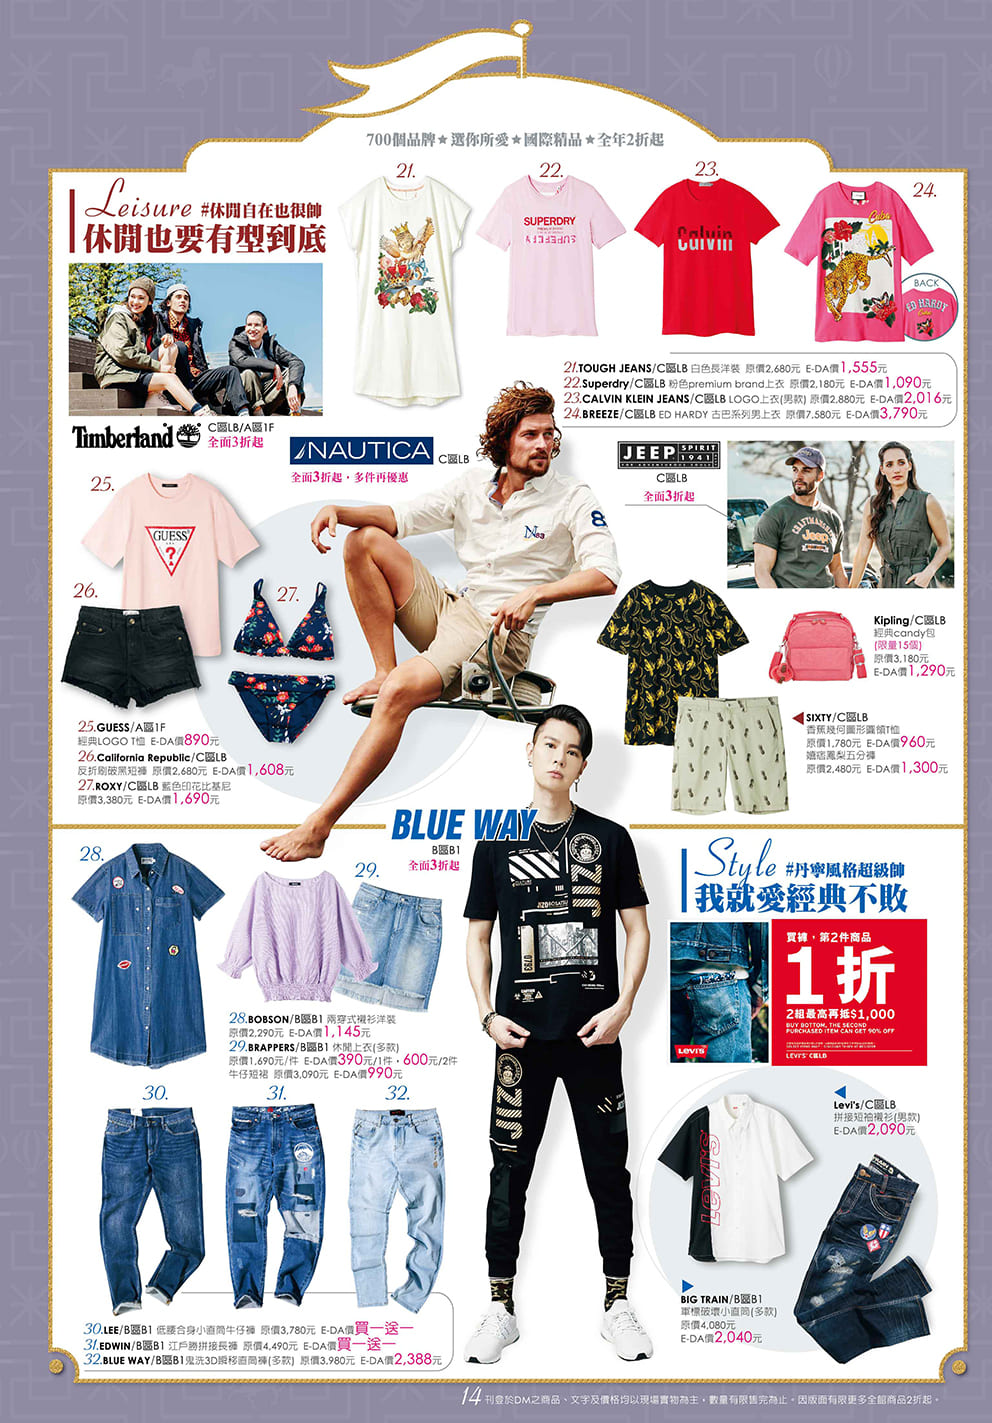 700個品牌★選你所愛★國際精品★全年2折起
Leisure #休閒自在也很帥
休閒也要有型到底
21.
22.
23.
24.
SUPERDRY
Calvin
Cuba
BACK
ED HARDY
Timberland
C區LB/A區1F
全面3折起
21.TOUGH JEANS/C區LB 白色長洋裝 原價2,680元 E-DA價1,555元
22.Superdry/C區LB 粉色premium brand上衣 原價2,180元 E-DA價1,090元
23.CALVIN KLEIN JEANS/C區LB LOGO上衣(男款) 原價2,880元 E-DA價2,016元
24.BREEZE/C區LB ED HARDY 古巴系列男上衣 原價7,580元 E-DA價3,790元
NAUTICA
C區LB
全面3折起，多件再優惠
JEEP SPIRIT 1941
C區LB
全面3折起
Jeep
25.
GUESS
?
26.
27.
N83
8
Kipling/C區LB
經典candy包
(限量15個)
原價3,180元
E-DA價1,290元
25.GUESS/A區1F
經典LOGO T恤 E-DA價890元
26.California Republic/C區LB
反折刷破黑短褲 原價2,680元 E-DA價1,608元
27.ROXY/C區LB 藍色印花比基尼
原價3,380元 E-DA價1,690元
SIXTY/C區LB
香蕉幾何圖形圓領T恤
原價1,780元 E-DA價960元
嬉痞鳳梨五分褲
原價2,480元 E-DA價1,300元
BLUE WAY
B區B1
全面3折起
28.
29.
Style #丹寧風格超級帥
我就愛經典不敗
買褲，第2件商品
1折
2組最高再抵$1,000
BUY BOTTOM, THE SECOND
PURCHASED ITEM CAN GET 90% OFF
LEVI'S' C區LB
Levi's
JIZO
28.BOBSON/B區B1 兩穿式襯衫洋裝
原價2,290元 E-DA價1,145元
29.BRAPPERS/B區B1 休閒上衣(多款)
原價1,690元/件 E-DA價390元/1件，600元/2件
牛仔短裙 原價3,090元 E-DA價990元
30.
31.
32.
JIZO
Levi's/C區LB
拼接短袖襯衫(男款)
E-DA價2,090元
LEVI'S
BIG TRAIN/B區B1
軍標破壞小直筒(多款)
原價4,080元
E-DA價2,040元
30.LEE/B區B1 低腰合身小直筒牛仔褲 原價3,780元 E-DA價買一送一
31.EDWIN/B區B1 江戶勝拼接長褲 原價4,490元 E-DA價買一送一
32.BLUE WAY/B區B1鬼洗3D瞬移直筒褲(多款) 原價3,980元 E-DA價2,388元
14 刊登於DM之商品、文字及價格均以現場實物為主，數量有限售完為止。因版面有限更多全館商品2折起。